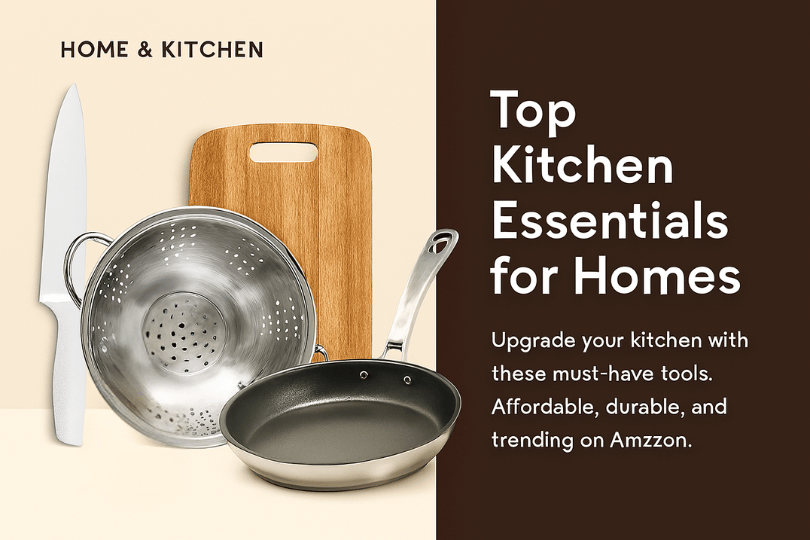 HOME & KITCHEN
Top
Kitchen
Essentials
for Homes
Upgrade your kitchen with
these must-have tools.
Affordable, durable, and
trending on Amzzon.